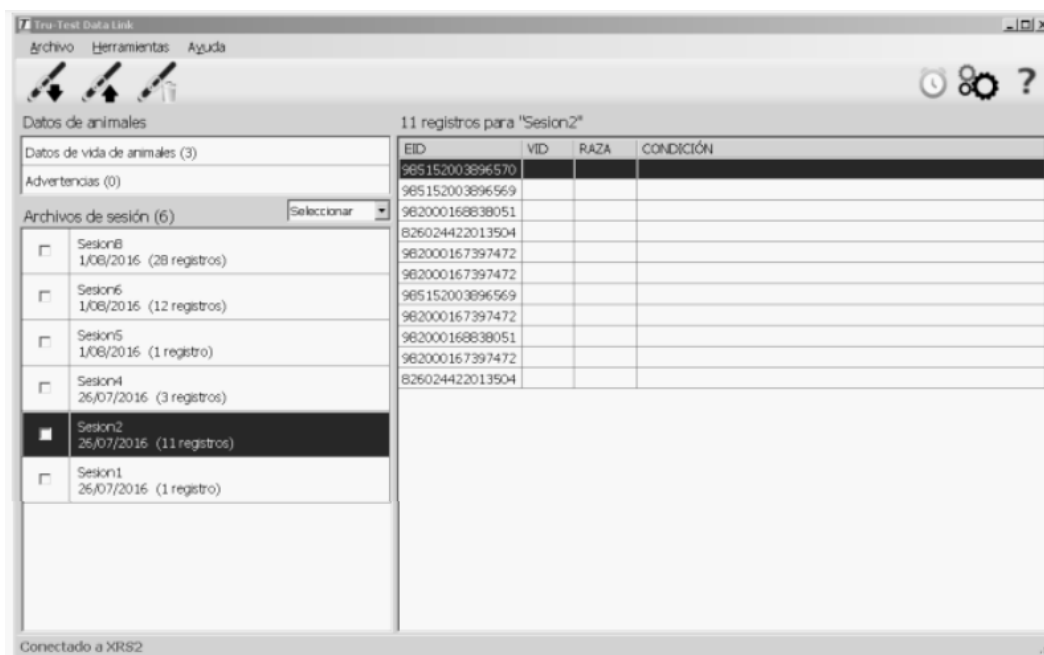 Tru-Test Data Link
Archivo Herramientas Ayuda
?
Datos de animales
Datos de vida de animales (3)
Advertencias (0)
Archivos de sesión (6) Seleccionar
Sesion8
1/08/2016 (28 registros)
Sesion6
1/08/2016 (12 registros)
Sesion5
1/08/2016 (1 registro)
Sesion4
26/07/2016 (3 registros)
Sesion2
26/07/2016 (11 registros)
Sesion1
26/07/2016 (1 registro)
11 registros para "Sesion2"
EID VID RAZA CONDICIÓN
985152003896570
985152003896569
982000168838051
826024422013504
982000167397472
982000167397472
985152003896569
982000167397472
982000168838051
982000167397472
826024422013504
Conectado a XRS2